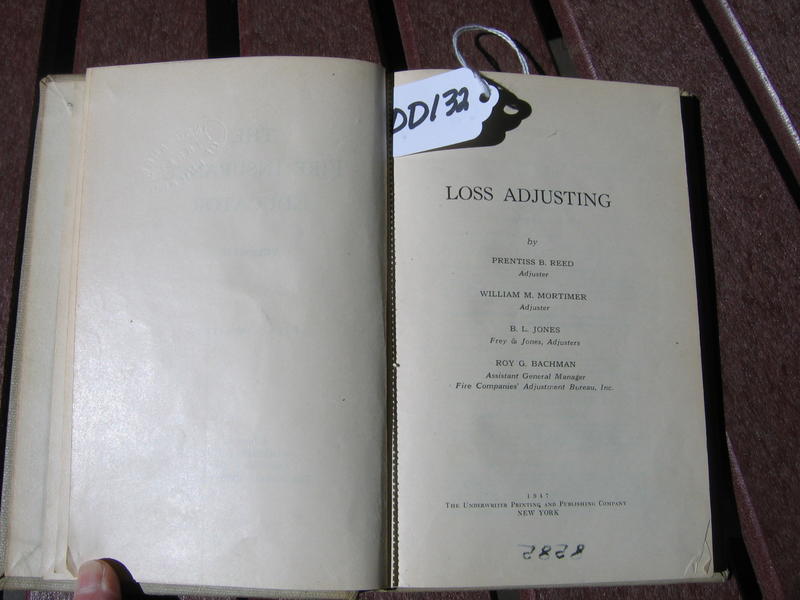 DD132
LOSS ADJUSTING
by
PRENTISS B. REED
Adjuster
WILLIAM M. MORTIMER
Adjuster
B. L. JONES
Frey & Jones, Adjusters
ROY G. BACHMAN
Assistant General Manager
Fire Companies' Adjustment Bureau, Inc.
1947
THE UNDERWRITER PRINTING AND PUBLISHING COMPANY
NEW YORK